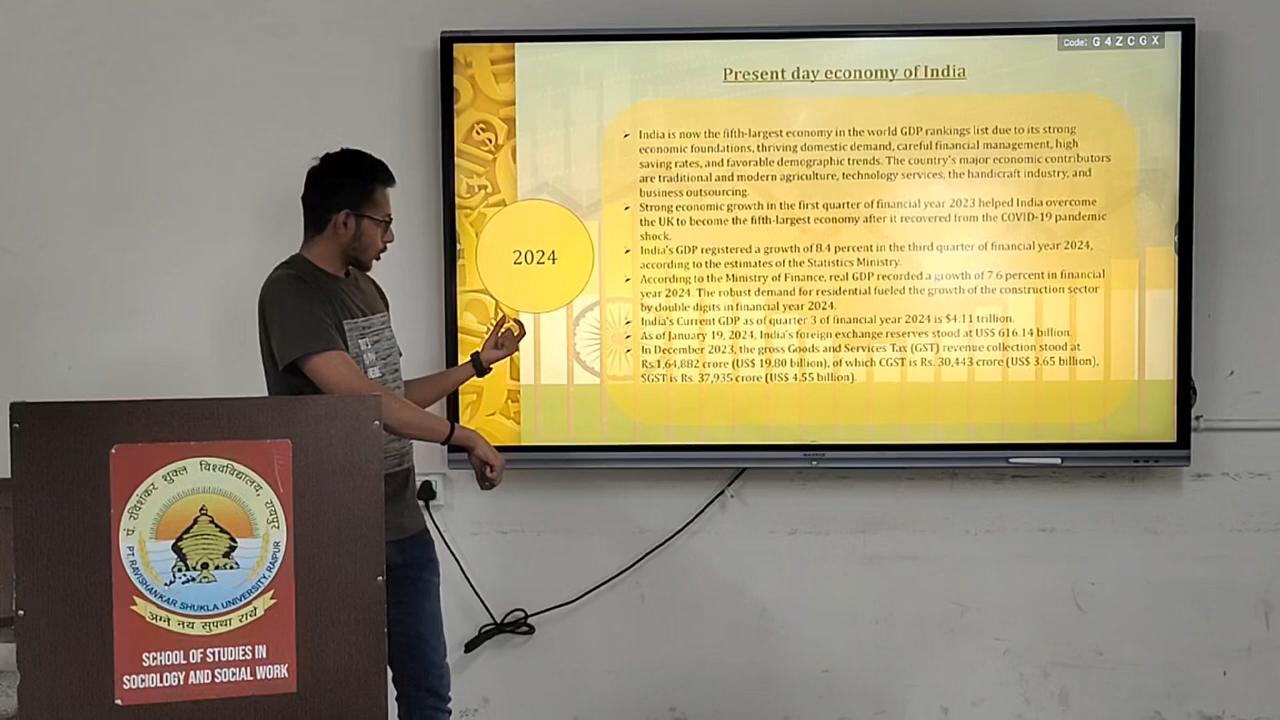 Code: G 4 Z C G X
Present day economy of India
2024
➢ India is now the fifth-largest economy in the world GDP rankings list due to its strong
economic foundations, thriving domestic demand, careful financial management, high
saving rates, and favorable demographic trends. The country's major economic contributors
are traditional and modern agriculture, technology services, the handicraft industry, and
business outsourcing.
➢ Strong economic growth in the first quarter of financial year 2023 helped India overcome
the UK to become the fifth-largest economy after it recovered from the COVID-19 pandemic
shock.
➢ India's GDP registered a growth of 8.4 percent in the third quarter of financial year 2024,
according to the estimates of the Statistics Ministry.
➢ According to the Ministry of Finance, real GDP recorded a growth of 7.6 percent in financial
year 2024. The robust demand for residential fueled the growth of the construction sector
by double digits in financial year 2024.
➢ India's Current GDP as of quarter 3 of financial year 2024 is $4.11 trillion.
➢ As of January 19, 2024, India's foreign exchange reserves stood at US$ 616.14 billion.
➢ In December 2023, the gross Goods and Services Tax (GST) revenue collection stood at
Rs.1,64,882 crore (US$ 19.80 billion), of which CGST is Rs. 30,443 crore (US$ 3.65 billion),
SGST is Rs. 37,935 crore (US$ 4.55 billion).
पं. रविशंकर शुक्ल विश्वविद्यालय, रायपुर
PT. RAVISHANKAR SHUKLA UNIVERSITY, RAIPUR
अग्ने नय सुपथा राये
SCHOOL OF STUDIES IN
SOCIOLOGY AND SOCIAL WORK